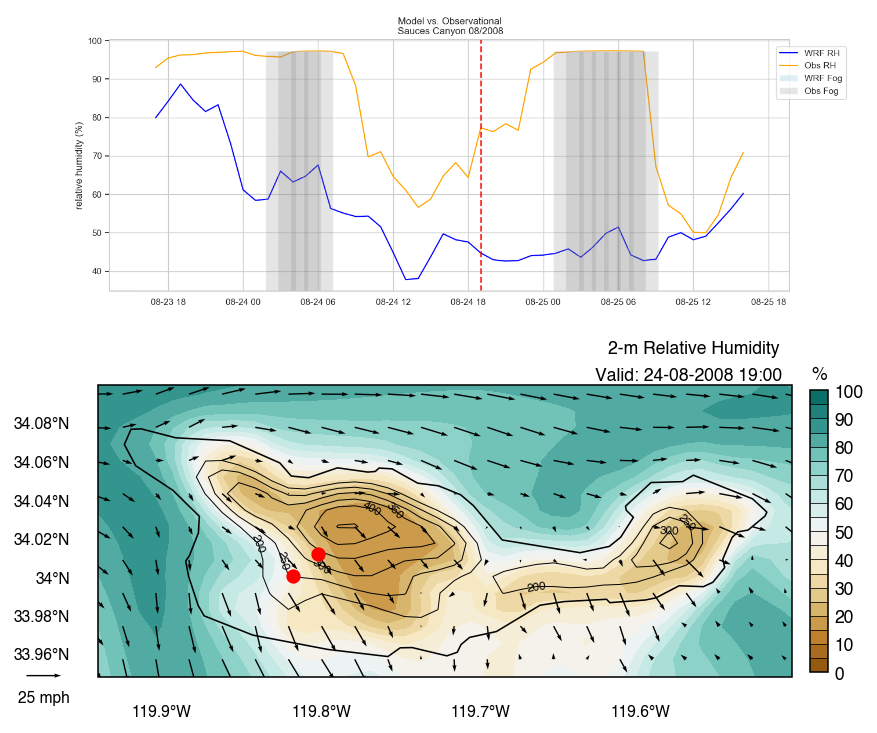 Model vs. Observational
Sauces Canyon 08/2008
relative humidity (%)
100
90
80
70
60
50
40
08-23 18
08-24 00
08-24 06
08-24 12
08-24 18
08-25 00
08-25 06
08-25 12
08-25 18
WRF RH
Obs RH
WRF Fog
Obs Fog
2-m Relative Humidity
Valid: 24-08-2008 19:00
%
34.08°N
34.06°N
34.04°N
34.02°N
34°N
33.98°N
33.96°N
25 mph
119.9°W
119.8°W
119.7°W
119.6°W
400
300
200
200
100
90
80
70
60
50
40
30
20
10
0